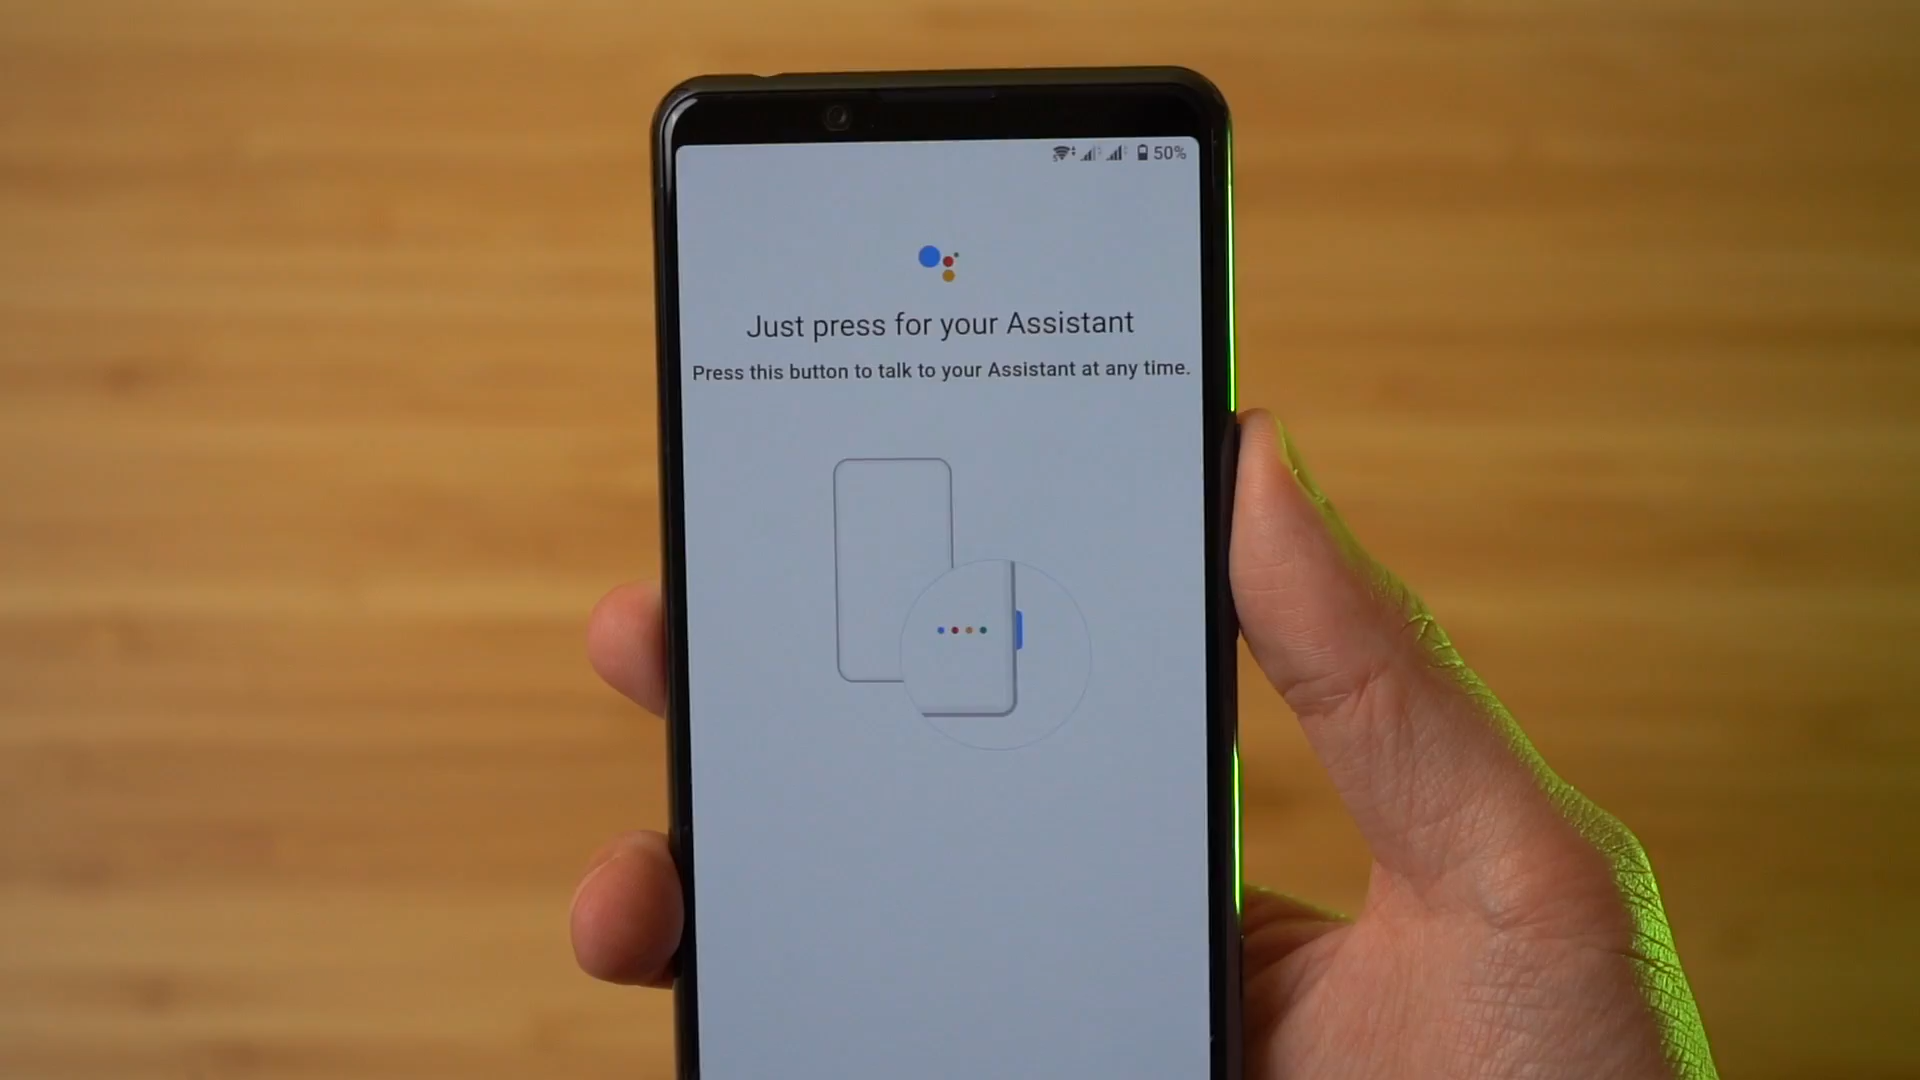 50%
Just press for your Assistant
Press this button to talk to your Assistant at any time.